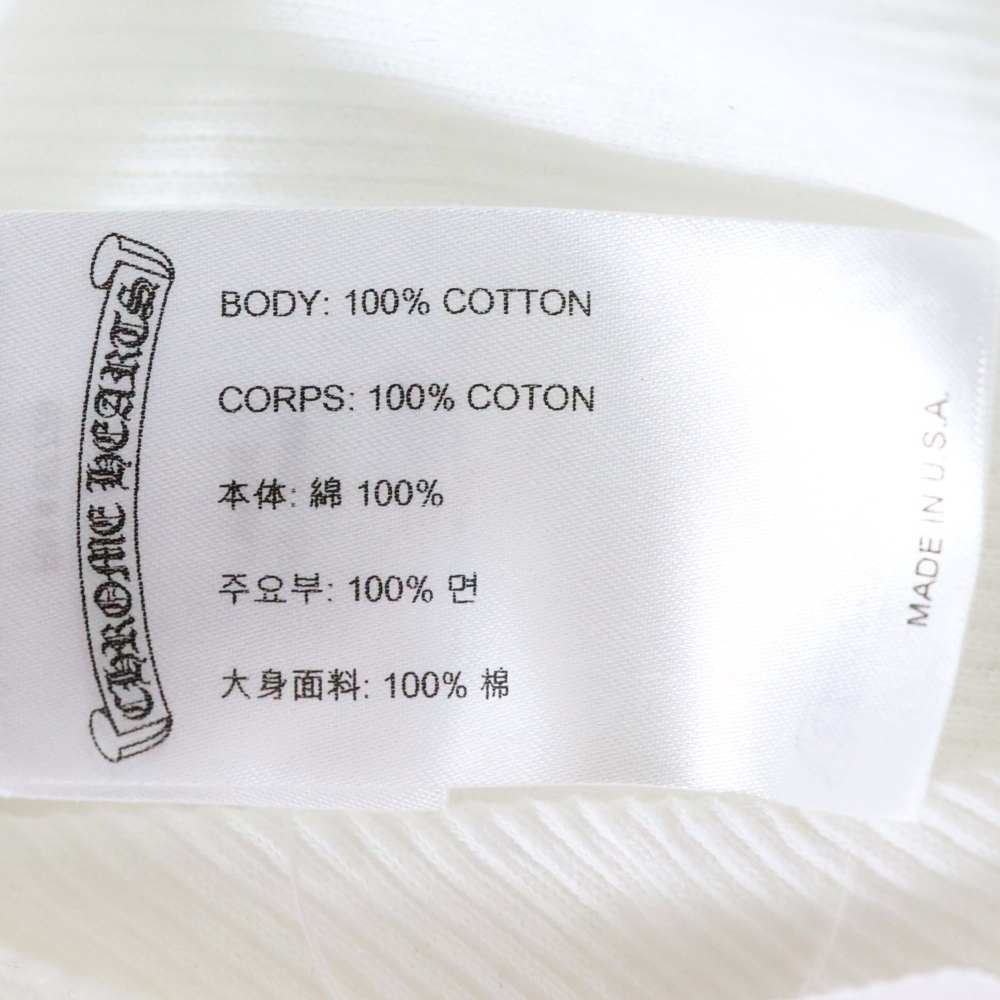 CHROME HEARTS
BODY: 100% COTTON
CORPS: 100% COTON
本体: 綿 100%
주요부: 100% 면
大身面料: 100% 棉
MADE IN U.S.A.